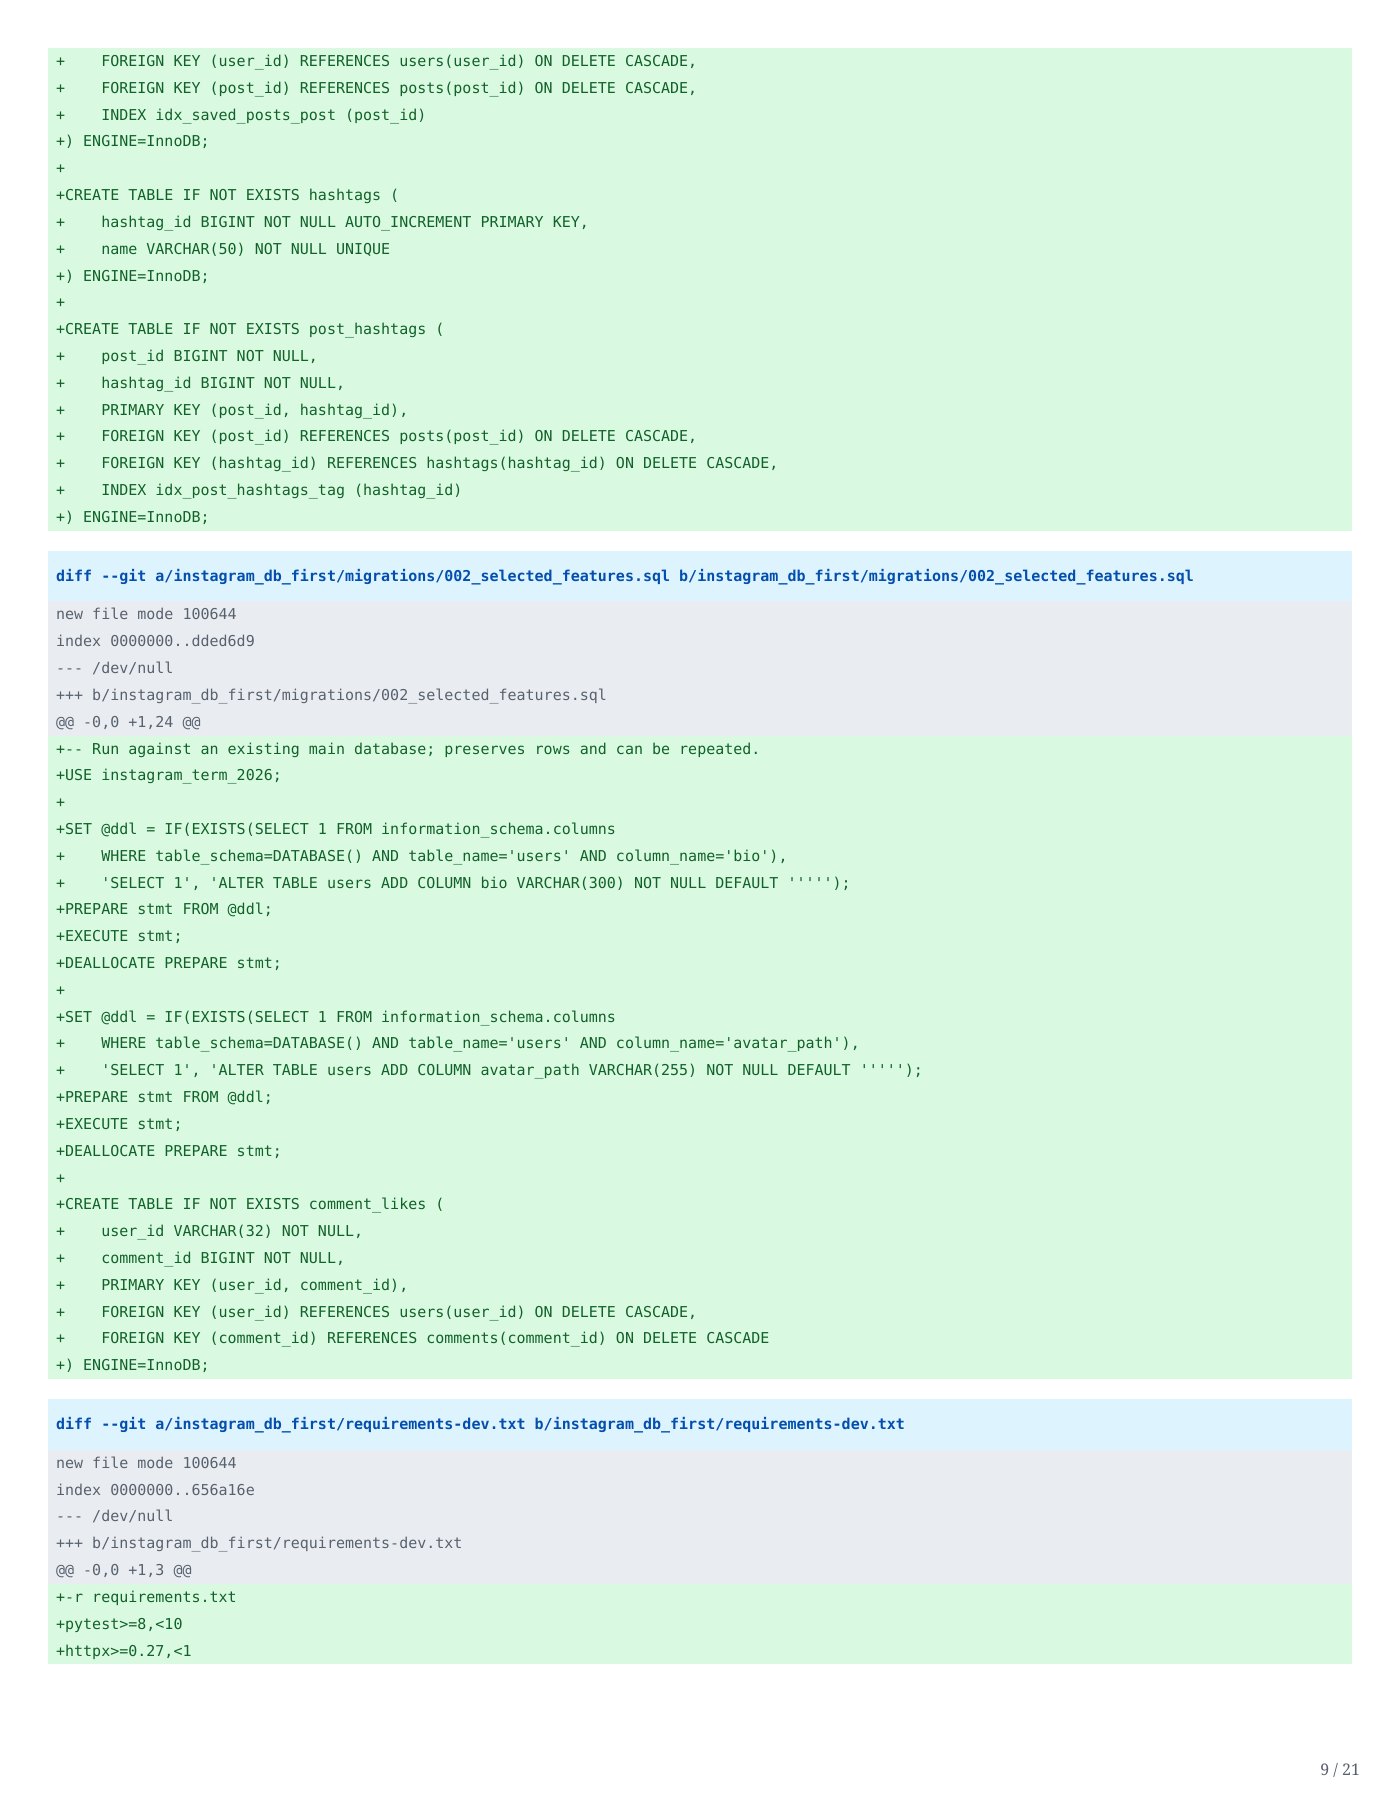 +    FOREIGN KEY (user_id) REFERENCES users(user_id) ON DELETE CASCADE,
+    FOREIGN KEY (post_id) REFERENCES posts(post_id) ON DELETE CASCADE,
+    INDEX idx_saved_posts_post (post_id)
+) ENGINE=InnoDB;
+
+CREATE TABLE IF NOT EXISTS hashtags (
+    hashtag_id BIGINT NOT NULL AUTO_INCREMENT PRIMARY KEY,
+    name VARCHAR(50) NOT NULL UNIQUE
+) ENGINE=InnoDB;
+
+CREATE TABLE IF NOT EXISTS post_hashtags (
+    post_id BIGINT NOT NULL,
+    hashtag_id BIGINT NOT NULL,
+    PRIMARY KEY (post_id, hashtag_id),
+    FOREIGN KEY (post_id) REFERENCES posts(post_id) ON DELETE CASCADE,
+    FOREIGN KEY (hashtag_id) REFERENCES hashtags(hashtag_id) ON DELETE CASCADE,
+    INDEX idx_post_hashtags_tag (hashtag_id)
+) ENGINE=InnoDB;
diff --git a/instagram_db_first/migrations/002_selected_features.sql b/instagram_db_first/migrations/002_selected_features.sql
new file mode 100644
index 0000000..dded6d9
--- /dev/null
+++ b/instagram_db_first/migrations/002_selected_features.sql
@@ -0,0 +1,24 @@
+-- Run against an existing main database; preserves rows and can be repeated.
+USE instagram_term_2026;
+
+SET @ddl = IF(EXISTS(SELECT 1 FROM information_schema.columns
+    WHERE table_schema=DATABASE() AND table_name='users' AND column_name='bio'),
+    'SELECT 1', 'ALTER TABLE users ADD COLUMN bio VARCHAR(300) NOT NULL DEFAULT ''''');
+PREPARE stmt FROM @ddl;
+EXECUTE stmt;
+DEALLOCATE PREPARE stmt;
+
+SET @ddl = IF(EXISTS(SELECT 1 FROM information_schema.columns
+    WHERE table_schema=DATABASE() AND table_name='users' AND column_name='avatar_path'),
+    'SELECT 1', 'ALTER TABLE users ADD COLUMN avatar_path VARCHAR(255) NOT NULL DEFAULT ''''');
+PREPARE stmt FROM @ddl;
+EXECUTE stmt;
+DEALLOCATE PREPARE stmt;
+
+CREATE TABLE IF NOT EXISTS comment_likes (
+    user_id VARCHAR(32) NOT NULL,
+    comment_id BIGINT NOT NULL,
+    PRIMARY KEY (user_id, comment_id),
+    FOREIGN KEY (user_id) REFERENCES users(user_id) ON DELETE CASCADE,
+    FOREIGN KEY (comment_id) REFERENCES comments(comment_id) ON DELETE CASCADE
+) ENGINE=InnoDB;
diff --git a/instagram_db_first/requirements-dev.txt b/instagram_db_first/requirements-dev.txt
new file mode 100644
index 0000000..656a16e
--- /dev/null
+++ b/instagram_db_first/requirements-dev.txt
@@ -0,0 +1,3 @@
+-r requirements.txt
+pytest>=8,<10
+httpx>=0.27,<1
9 / 21